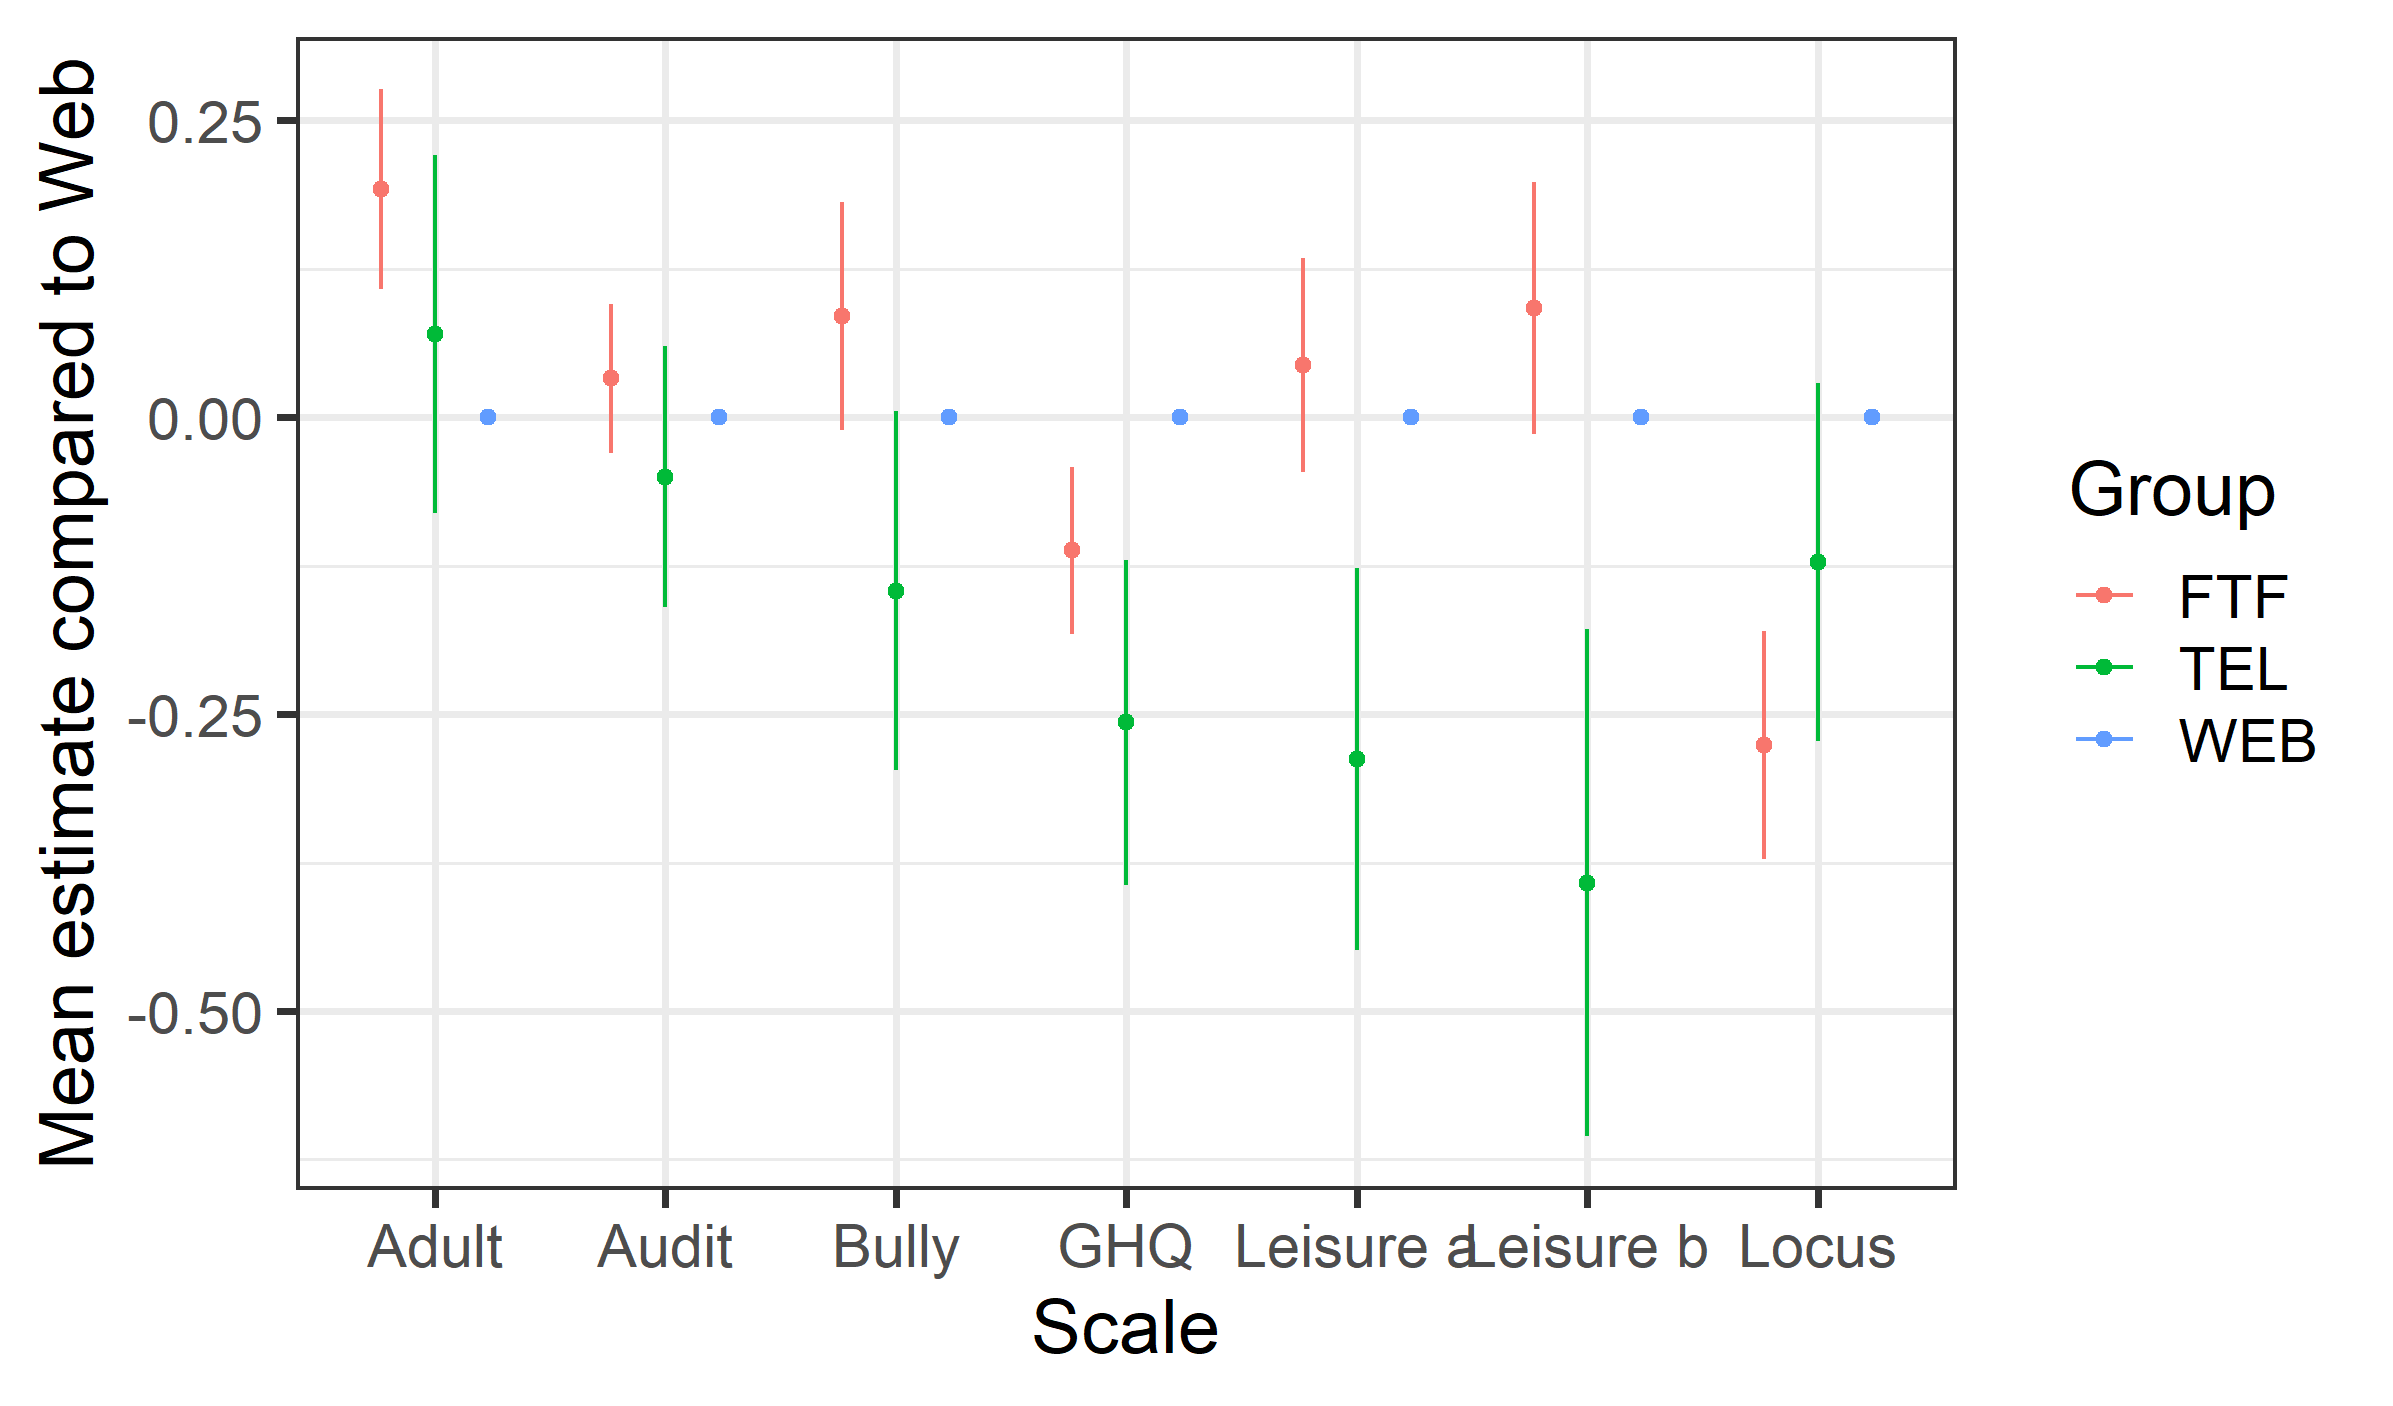 Mean estimate compared to Web
0.25
0.00
-0.25
-0.50
Adult Audit Bully GHQ Leisure a Leisure b Locus
Scale
Group
FTF
TEL
WEB